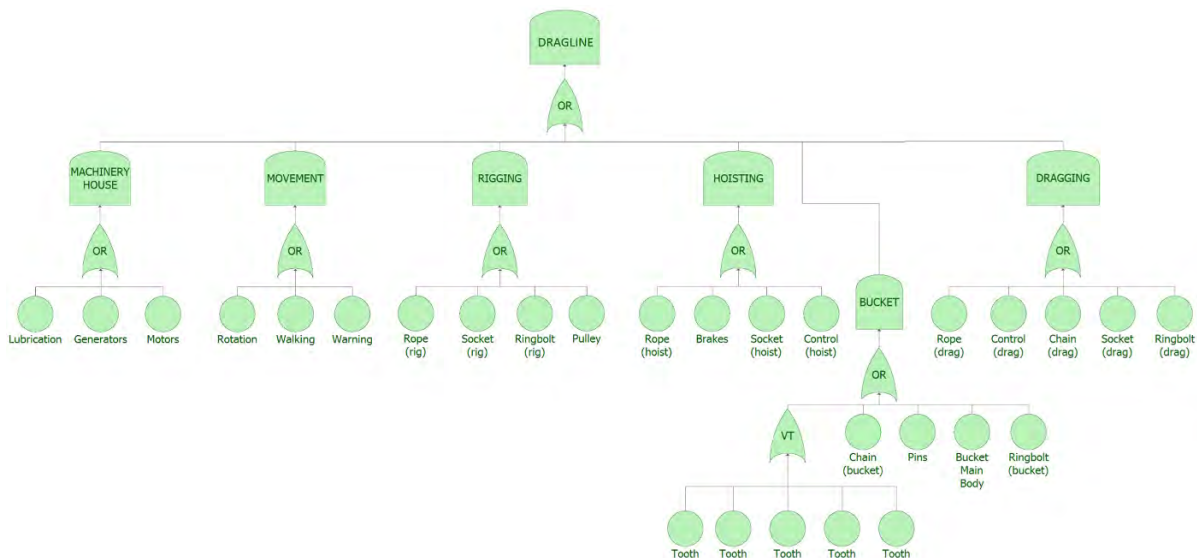 DRAGLINE
OR
MACHINERY
HOUSE
MOVEMENT
RIGGING
HOISTING
DRAGGING
OR
OR
OR
OR
OR
BUCKET
Lubrication
Generators
Motors
Rotation
Walking
Warning
Rope
(rig)
Socket
(rig)
Ringbolt
(rig)
Pulley
Rope
(hoist)
Brakes
Socket
(hoist)
Control
(hoist)
Rope
(drag)
Control
(drag)
Chain
(drag)
Socket
(drag)
Ringbolt
(drag)
OR
VT
Chain
(bucket)
Pins
Bucket
Main
Body
Ringbolt
(bucket)
Tooth
Tooth
Tooth
Tooth
Tooth